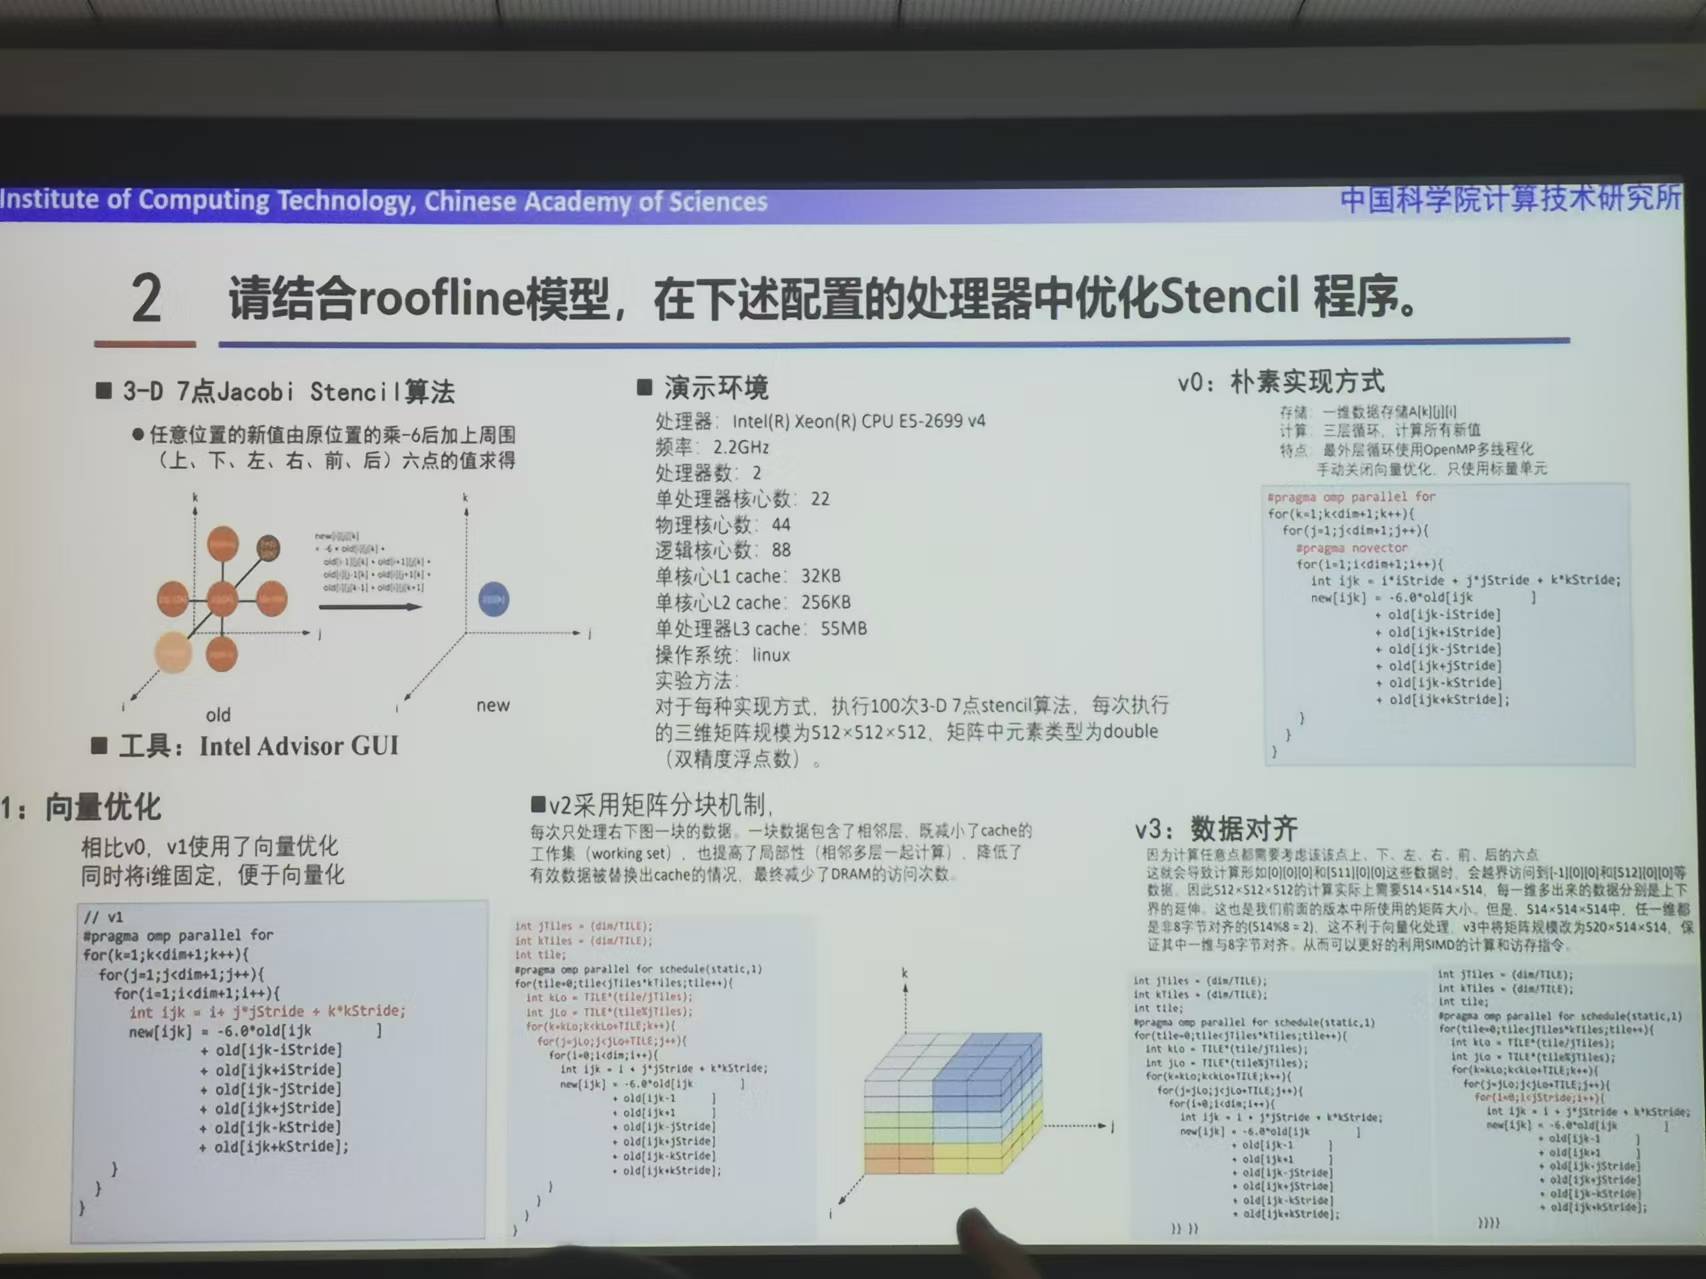 Institute of Computing Technology, Chinese Academy of Sciences
中国科学院计算技术研究所
2
请结合roofline模型，在下述配置的处理器中优化Stencil 程序。
■ 3-D 7点Jacobi Stencil算法
● 任意位置的新值由原位置的乘-6后加上周围
（上、下、左、右、前、后）六点的值求得
k
j
i
old
new[i][j][k]
= -6 * old[i][j][k] +
old[i-1][j][k] + old[i+1][j][k] +
old[i][j-1][k] + old[i][j+1][k] +
old[i][j][k-1] + old[i][j][k+1]
k
j
i
new
■ 工具：Intel Advisor GUI
■ 演示环境
处理器：Intel(R) Xeon(R) CPU E5-2699 v4
频率：2.2GHz
处理器数：2
单处理器核心数：22
物理核心数：44
逻辑核心数：88
单核心L1 cache：32KB
单核心L2 cache：256KB
单处理器L3 cache：55MB
操作系统：linux
实验方法：
对于每种实现方式，执行100次3-D 7点stencil算法，每次执行
的三维矩阵规模为512×512×512，矩阵中元素类型为double
（双精度浮点数）。
v0：朴素实现方式
存储：一维数据存储A[k][j][i]
计算：三层循环，计算所有新值
特点：最外层循环使用OpenMP多线程化
手动关闭向量优化，只使用标量单元
#pragma omp parallel for
for(k=1;k<dim+1;k++){
for(j=1;j<dim+1;j++){
#pragma novector
for(i=1;i<dim+1;i++){
int ijk = i*iStride + j*jStride + k*kStride;
new[ijk] = -6.0*old[ijk ]
+ old[ijk-iStride]
+ old[ijk+iStride]
+ old[ijk-jStride]
+ old[ijk+jStride]
+ old[ijk-kStride]
+ old[ijk+kStride];
}
}
}
1：向量优化
相比v0，v1使用了向量优化
同时将i维固定，便于向量化
// v1
#pragma omp parallel for
for(k=1;k<dim+1;k++){
for(j=1;j<dim+1;j++){
for(i=1;i<dim+1;i++){
int ijk = i+ j*jStride + k*kStride;
new[ijk] = -6.0*old[ijk ]
+ old[ijk-iStride]
+ old[ijk+iStride]
+ old[ijk-jStride]
+ old[ijk+jStride]
+ old[ijk-kStride]
+ old[ijk+kStride];
}
}
}
■v2采用矩阵分块机制，
每次只处理右下图一块的数据。一块数据包含了相邻层，既减小了cache的
工作集（working set），也提高了局部性（相邻多层一起计算），降低了
有效数据被替换出cache的情况，最终减少了DRAM的访问次数。
int jTiles = (dim/TILE);
int kTiles = (dim/TILE);
int tile;
#pragma omp parallel for schedule(static,1)
for(tile=0;tile<jTiles*kTiles;tile++){
int kLo = TILE*(tile/jTiles);
int jLo = TILE*(tile%jTiles);
for(k=kLo;k<kLo+TILE;k++){
for(j=jLo;j<jLo+TILE;j++){
for(i=0;i<dim;i++){
int ijk = i + j*jStride + k*kStride;
new[ijk] = -6.0*old[ijk ]
+ old[ijk-1 ]
+ old[ijk+1 ]
+ old[ijk-jStride]
+ old[ijk+jStride]
+ old[ijk-kStride]
+ old[ijk+kStride];
}
}
}
}
k
j
i
v3：数据对齐
因为计算任意点都需要考虑该该点上、下、左、右、前、后的六点
这就会导致计算形如[0][0][0]和[511][0][0]这些数据时，会越界访问到[-1][0][0]和[512][0][0]等
数据。因此512×512×512的计算实际上需要514×514×514，每一维多出来的数据分别是上下
界的延伸。这也是我们前面的版本中所使用的矩阵大小。但是，514×514×514中，任一维都
是非8字节对齐的(514%8 = 2)，这不利于向量化处理，v3中将矩阵规模改为520×514×514，保
证其中一维与8字节对齐。从而可以更好的利用SIMD的计算和访存指令。
int jTiles = (dim/TILE);
int kTiles = (dim/TILE);
int tile;
#pragma omp parallel for schedule(static,1)
for(tile=0;tile<jTiles*kTiles;tile++){
int kLo = TILE*(tile/jTiles);
int jLo = TILE*(tile%jTiles);
for(k=kLo;k<kLo+TILE;k++){
for(j=jLo;j<jLo+TILE;j++){
for(i=0;i<dim;i++){
int ijk = i + j*jStride + k*kStride;
new[ijk] = -6.0*old[ijk ]
+ old[ijk-1 ]
+ old[ijk+1 ]
+ old[ijk-jStride]
+ old[ijk+jStride]
+ old[ijk-kStride]
+ old[ijk+kStride];
}} }}
int jTiles = (dim/TILE);
int kTiles = (dim/TILE);
int tile;
#pragma omp parallel for schedule(static,1)
for(tile=0;tile<jTiles*kTiles;tile++){
int kLo = TILE*(tile/jTiles);
int jLo = TILE*(tile%jTiles);
for(k=kLo;k<kLo+TILE;k++){
for(j=jLo;j<jLo+TILE;j++){
for(i=0;i<jStride;i++){
int ijk = i + j*jStride + k*kStride;
new[ijk] = -6.0*old[ijk ]
+ old[ijk-1 ]
+ old[ijk+1 ]
+ old[ijk-jStride]
+ old[ijk+jStride]
+ old[ijk-kStride]
+ old[ijk+kStride];
}}}}